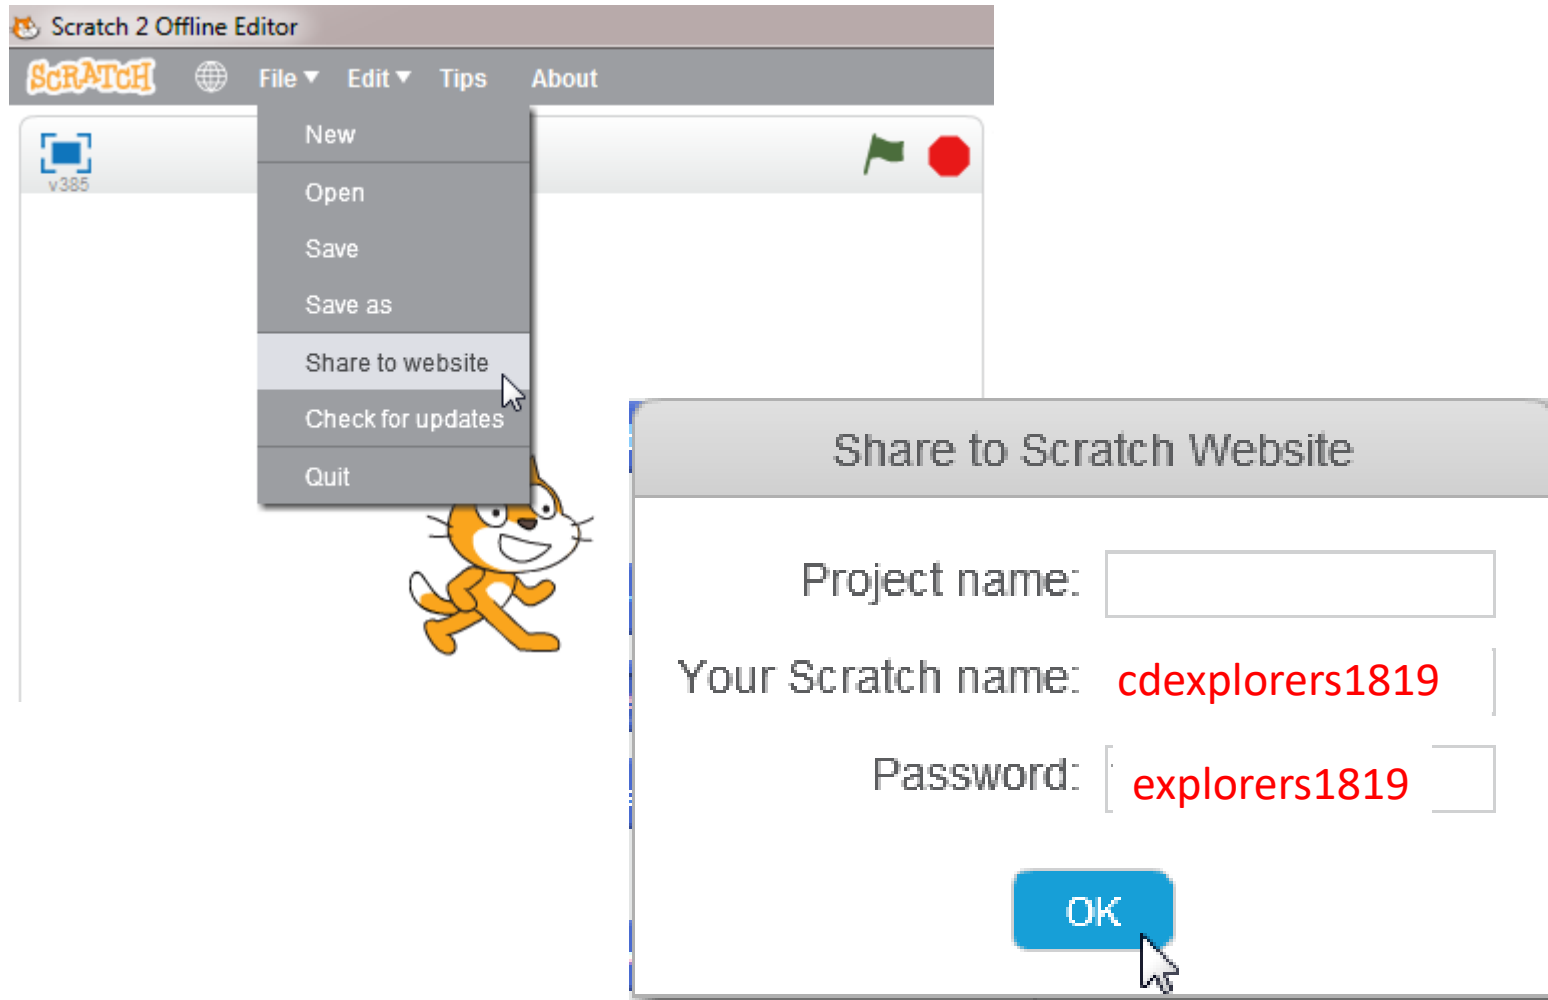 Scratch 2 Offline Editor
SCRATCH File Edit Tips About
New
v385
Open
Save
Save as
Share to website
Check for updates
Quit
Share to Scratch Website
Project name:
Your Scratch name: cdexplorers1819
Password: explorers1819
OK